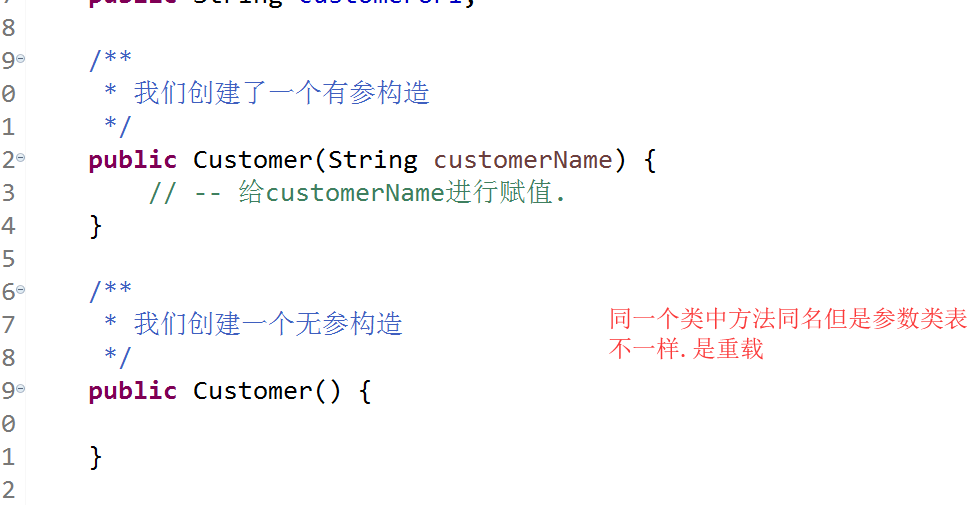 8
9 /**
0 * 我们创建了一个有参构造
1 */
2 public Customer(String customerName) {
3 // -- 给customerName进行赋值.
4 }
5
6 /**
7 * 我们创建一个无参构造
8 */
9 public Customer() {
0
1 }
2
同一个类中方法同名但是参数类表
不一样.是重载